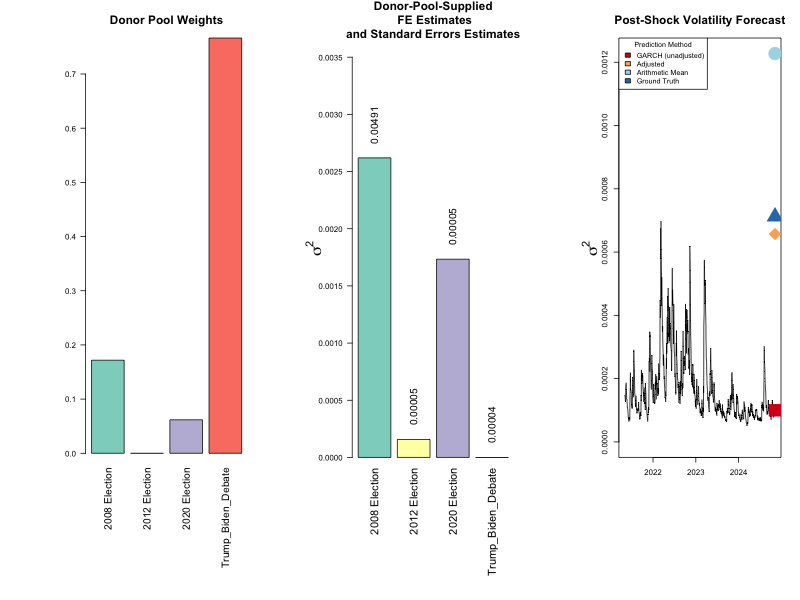 Donor Pool Weights
0.7
0.6
0.5
0.4
0.3
0.2
0.1
0.0
2008 Election
2012 Election
2020 Election
Trump_Biden_Debate
Donor-Pool-Supplied
FE Estimates
and Standard Errors Estimates
σ²
0.0035
0.0030
0.0025
0.0020
0.0015
0.0010
0.0005
0.0000
0.00491
0.00005
0.00005
0.00004
2008 Election
2012 Election
2020 Election
Trump_Biden_Debate
Post-Shock Volatility Forecast
Prediction Method
GARCH (unadjusted)
Adjusted
Arithmetic Mean
Ground Truth
σ²
0.0012
0.0010
0.0008
0.0006
0.0004
0.0002
0.0000
2022
2023
2024